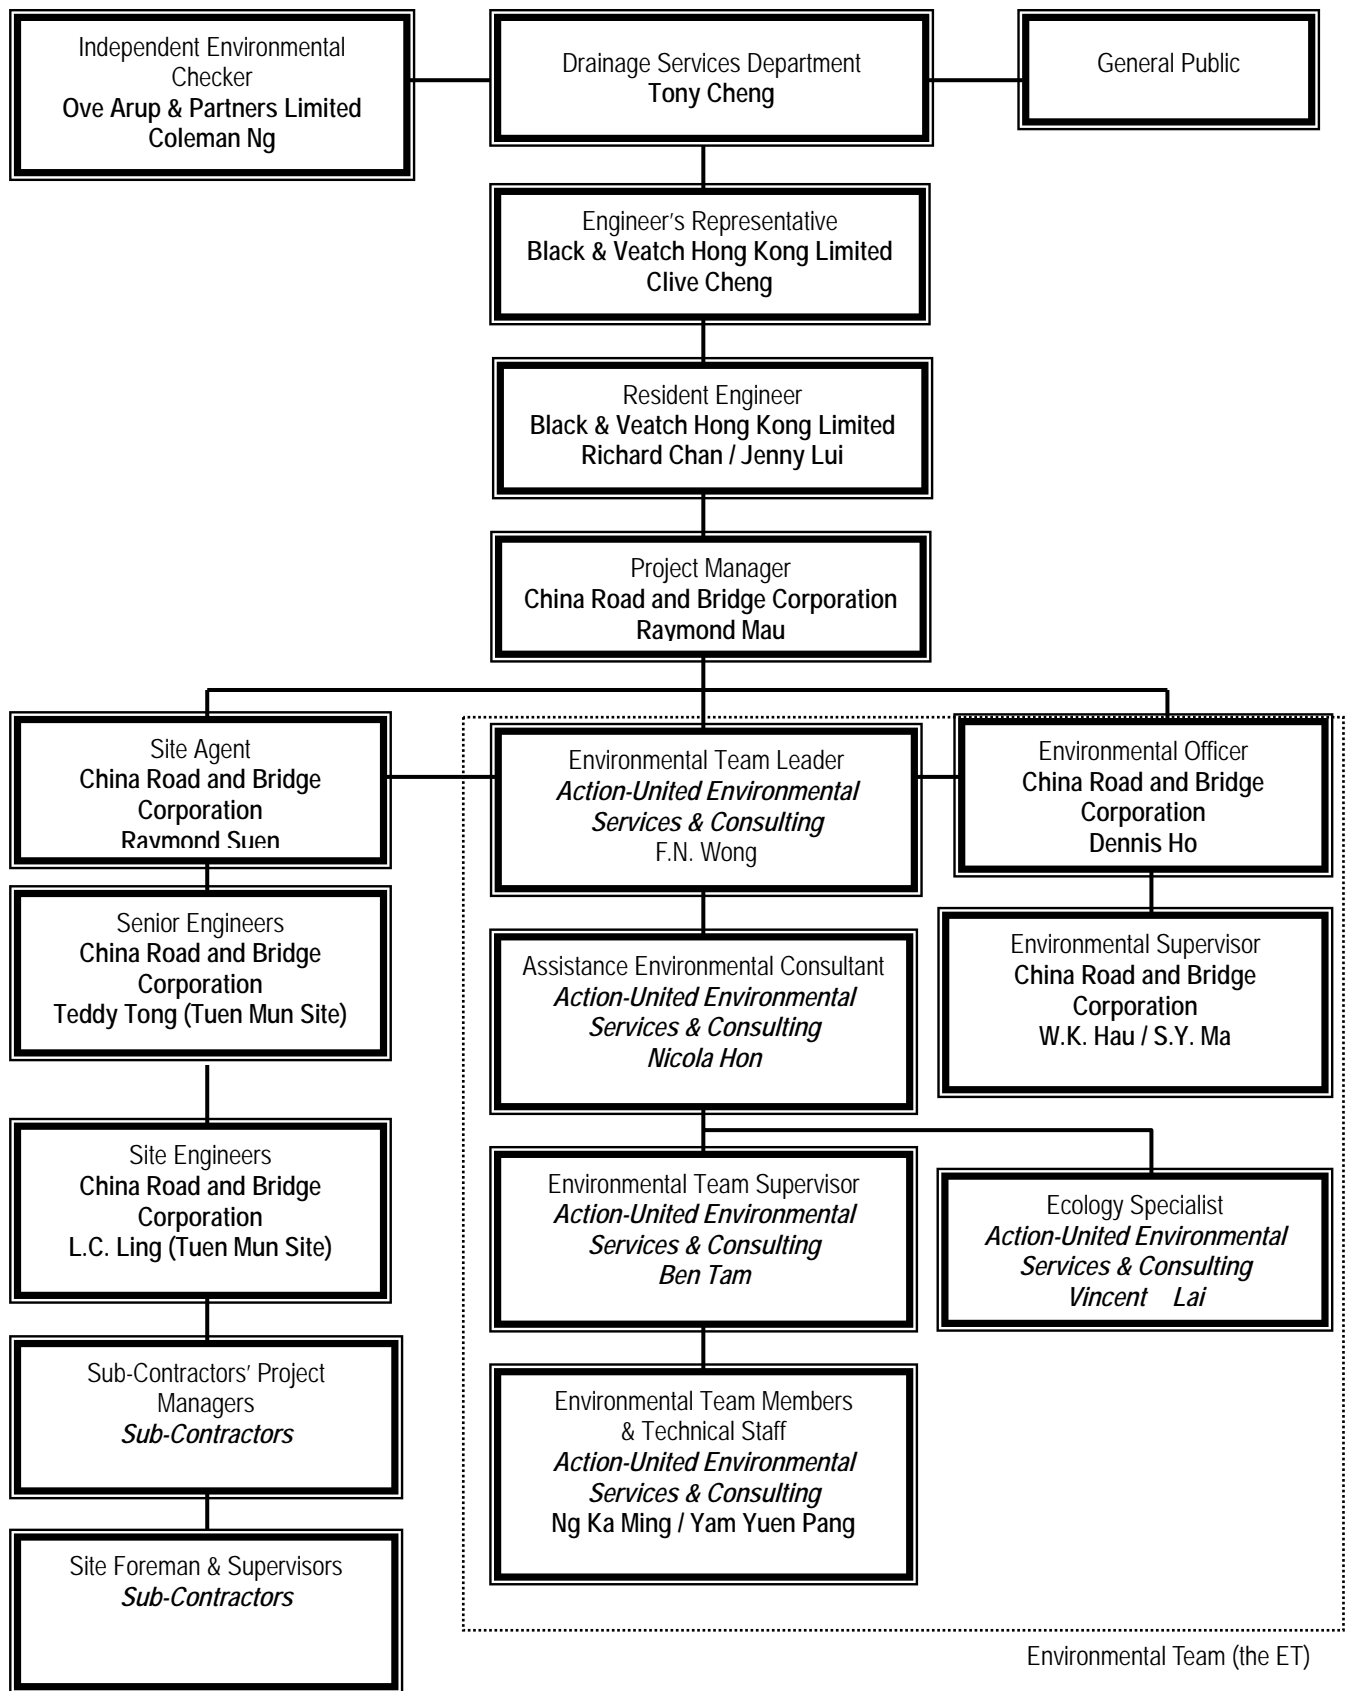 Independent Environmental
Checker
Ove Arup & Partners Limited
Coleman Ng
Drainage Services Department
Tony Cheng
General Public
Engineer's Representative
Black & Veatch Hong Kong Limited
Clive Cheng
Resident Engineer
Black & Veatch Hong Kong Limited
Richard Chan / Jenny Lui
Project Manager
China Road and Bridge Corporation
Raymond Mau
Site Agent
China Road and Bridge
Corporation
Raymond Suen
Environmental Team Leader
Action-United Environmental
Services & Consulting
F.N. Wong
Environmental Officer
China Road and Bridge
Corporation
Dennis Ho
Senior Engineers
China Road and Bridge
Corporation
Teddy Tong (Tuen Mun Site)
Assistance Environmental Consultant
Action-United Environmental
Services & Consulting
Nicola Hon
Environmental Supervisor
China Road and Bridge
Corporation
W.K. Hau / S.Y. Ma
Site Engineers
China Road and Bridge
Corporation
L.C. Ling (Tuen Mun Site)
Environmental Team Supervisor
Action-United Environmental
Services & Consulting
Ben Tam
Ecology Specialist
Action-United Environmental
Services & Consulting
Vincent Lai
Sub-Contractors' Project
Managers
Sub-Contractors
Environmental Team Members
& Technical Staff
Action-United Environmental
Services & Consulting
Ng Ka Ming / Yam Yuen Pang
Site Foreman & Supervisors
Sub-Contractors
Environmental Team (the ET)